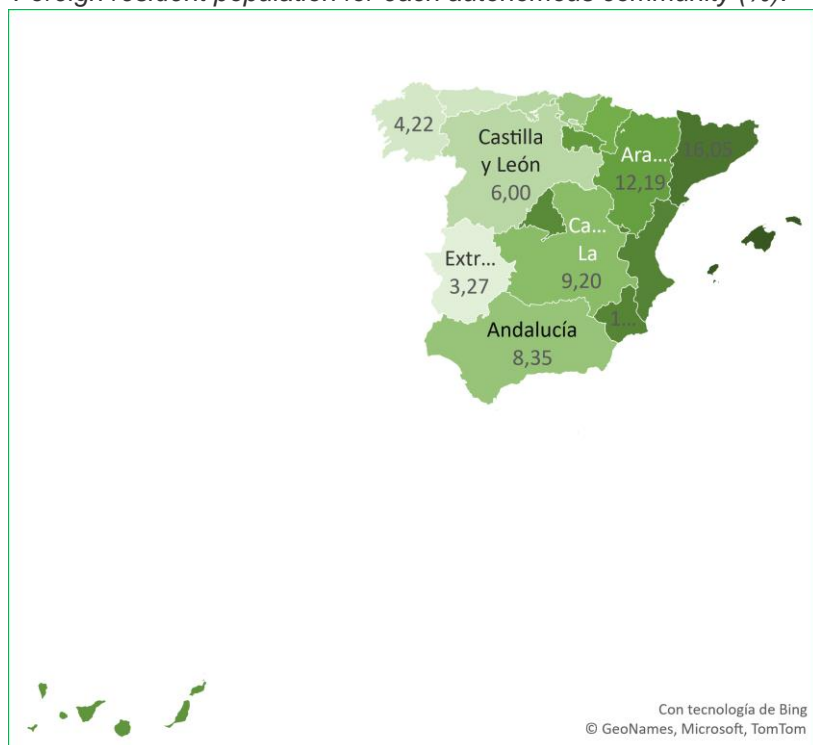 Foreign resident population for each autonomous community (%).
4,22
Castilla
y León
6,00
Ara...
12,19
16,05
Extr...
3,27
Ca...
La
9,20
1...
Andalucía
8,35
Con tecnología de Bing
© GeoNames, Microsoft, TomTom